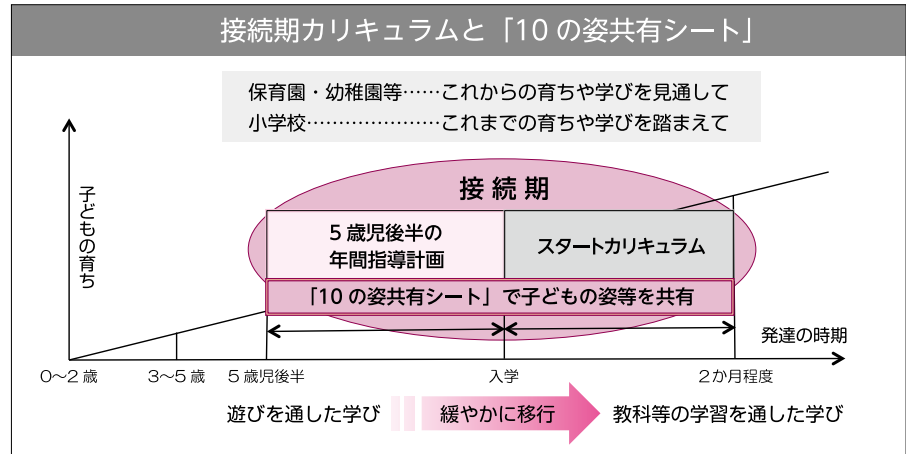 接続期カリキュラムと「10 の姿共有シート」
保育園・幼稚園等……これからの育ちや学びを見通して
小学校…………………これまでの育ちや学びを踏まえて
子どもの育ち
接 続 期
5 歳児後半の
年間指導計画
スタートカリキュラム
「10 の姿共有シート」で子どもの姿等を共有
発達の時期
0〜2 歳
3〜5 歳
5 歳児後半
入学
2か月程度
遊びを通した学び
緩やかに移行
教科等の学習を通した学び